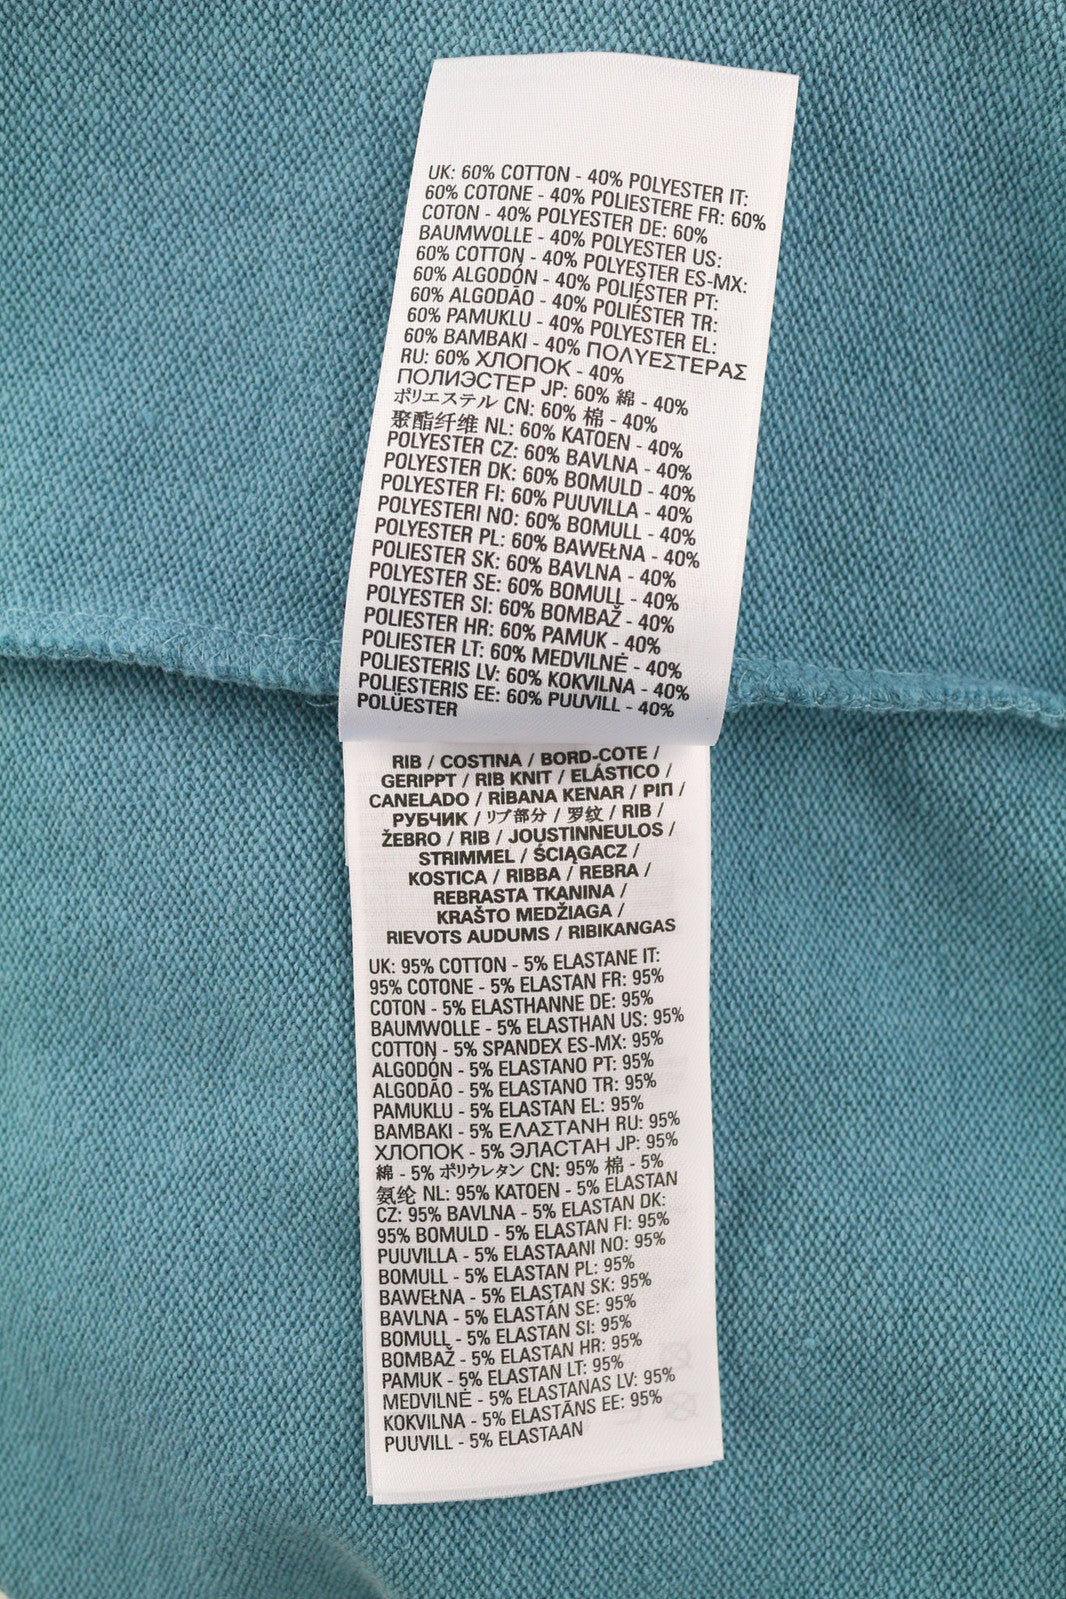 UK: 60% COTTON - 40% POLYESTER IT:
60% COTONE - 40% POLIESTERE FR: 60%
COTON - 40% POLYESTER DE: 60%
BAUMWOLLE - 40% POLYESTER US:
60% COTTON - 40% POLYESTER ES-MX:
60% ALGODÓN - 40% POLIÉSTER PT:
60% ALGODÃO - 40% POLIÉSTER TR:
60% PAMUKLU - 40% POLYESTER EL:
60% BAMBAKI - 40% ΠΟΛΥΕΣΤΕΡΑΣ
RU: 60% ХЛОПОК - 40%
ПОЛИЭСТЕР JP: 60% 綿 - 40%
ポリエステル CN: 60% 棉 - 40%
聚酯纤维 NL: 60% KATOEN - 40%
POLYESTER CZ: 60% BAVLNA - 40%
POLYESTER DK: 60% BOMULD - 40%
POLYESTER FI: 60% PUUVILLA - 40%
POLYESTERI NO: 60% BOMULL - 40%
POLYESTER PL: 60% BAWEŁNA - 40%
POLIESTER SK: 60% BAVLNA - 40%
POLYESTER SE: 60% BOMULL - 40%
POLYESTER SI: 60% BOMBAŽ - 40%
POLIESTER HR: 60% PAMUK - 40%
POLIESTER LT: 60% MEDVILNĖ - 40%
POLIESTERIS LV: 60% KOKVILNA - 40%
POLIESTERIS EE: 60% PUUVILL - 40%
POLÜESTER
RIB / COSTINA / BORD-COTE /
GERIPPT / RIB KNIT / ELÁSTICO /
CANELADO / RİBANA KENAR / ΡΙΠ /
РУБЧИК / リブ部分 / 罗纹 / RIB /
ŽEBRO / RIB / JOUSTINNEULOS /
STRIMMEL / ŚCIĄGACZ /
KOSTICA / RIBBA / REBRA /
REBRASTA TKANINA /
KRAŠTO MEDŽIAGA /
RIEVOTS AUDUMS / RIBIKANGAS
UK: 95% COTTON - 5% ELASTANE IT:
95% COTONE - 5% ELASTAN FR: 95%
COTON - 5% ELASTHANNE DE: 95%
BAUMWOLLE - 5% ELASTHAN US: 95%
COTTON - 5% SPANDEX ES-MX: 95%
ALGODÓN - 5% ELASTANO PT: 95%
ALGODÃO - 5% ELASTANO TR: 95%
PAMUKLU - 5% ELASTAN EL: 95%
BAMBAKI - 5% ΕΛΑΣΤΑΝΗ RU: 95%
ХЛОПОК - 5% ЭЛАСТАН JP: 95%
綿 - 5% ポリウレタン CN: 95% 棉 - 5%
氨纶 NL: 95% KATOEN - 5% ELASTAN
CZ: 95% BAVLNA - 5% ELASTAN DK:
95% BOMULD - 5% ELASTAN FI: 95%
PUUVILLA - 5% ELASTAANI NO: 95%
BOMULL - 5% ELASTAN PL: 95%
BAWEŁNA - 5% ELASTAN SK: 95%
BAVLNA - 5% ELASTÁN SE: 95%
BOMULL - 5% ELASTAN SI: 95%
BOMBAŽ - 5% ELASTAN HR: 95%
PAMUK - 5% ELASTAN LT: 95%
MEDVILNĖ - 5% ELASTANAS LV: 95%
KOKVILNA - 5% ELASTĀNS EE: 95%
PUUVILL - 5% ELASTAAN